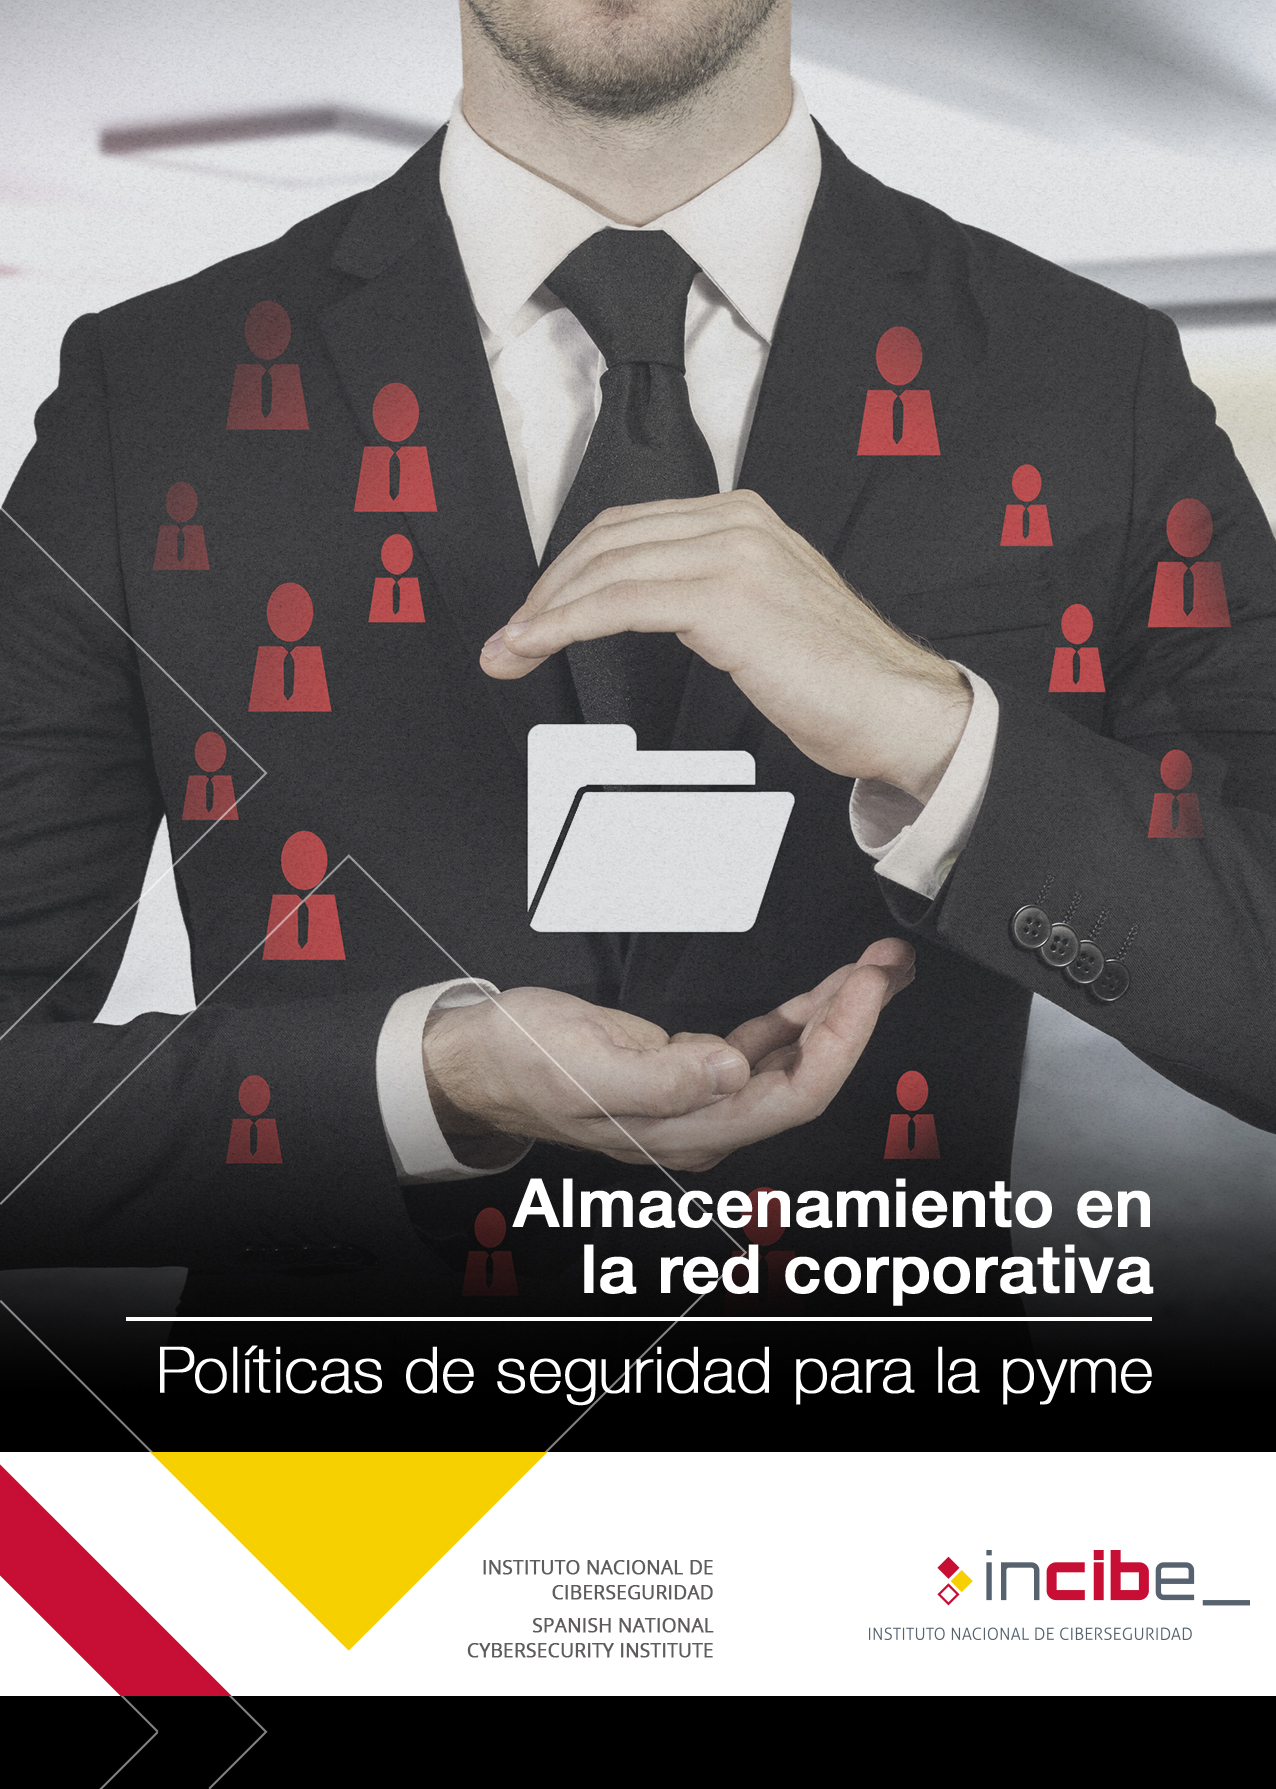 Almacenamiento en
la red corporativa
Políticas de seguridad para la pyme
INSTITUTO NACIONAL DE
CIBERSEGURIDAD
SPANISH NATIONAL
CYBERSECURITY INSTITUTE
incibe_
INSTITUTO NACIONAL DE CIBERSEGURIDAD